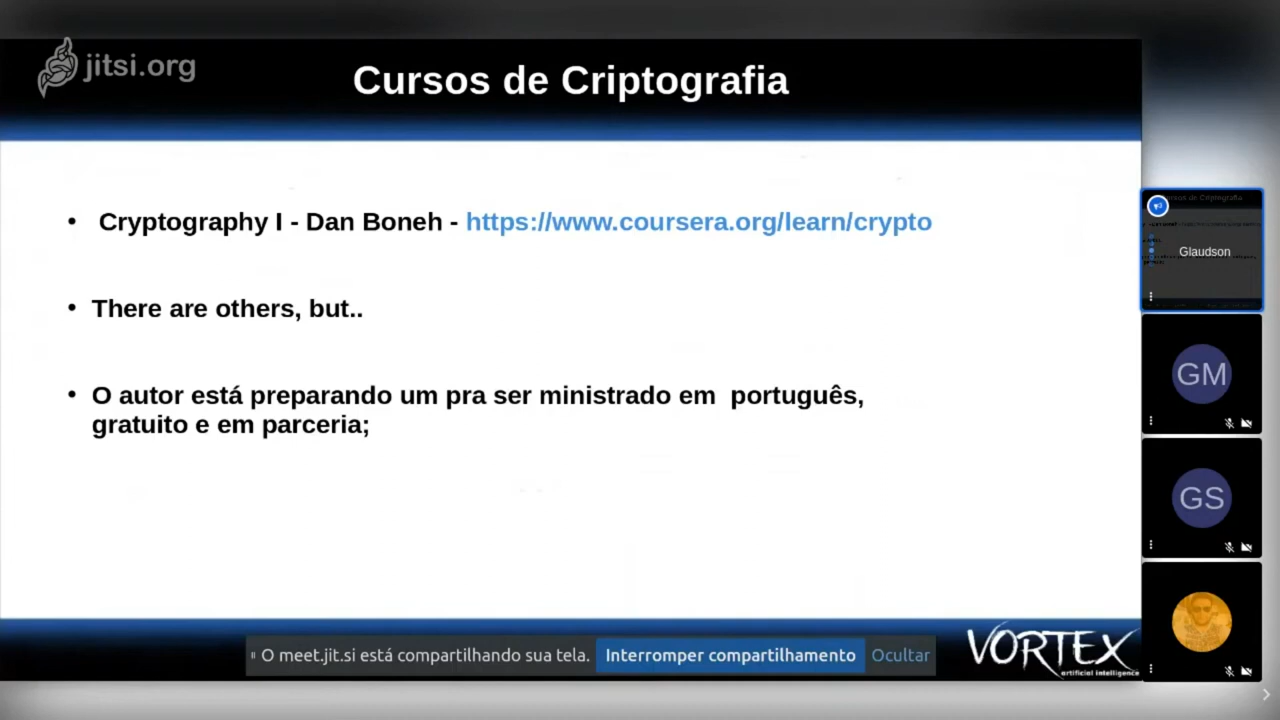 jitsi.org
Cursos de Criptografia
• Cryptography I - Dan Boneh - https://www.coursera.org/learn/crypto
• There are others, but..
• O autor está preparando um pra ser ministrado em  português,
gratuito e em parceria;
Glaudson
GM
GS
O meet.jit.si está compartilhando sua tela.
Interromper compartilhamento
Ocultar
VORTEX
artificial intelligence